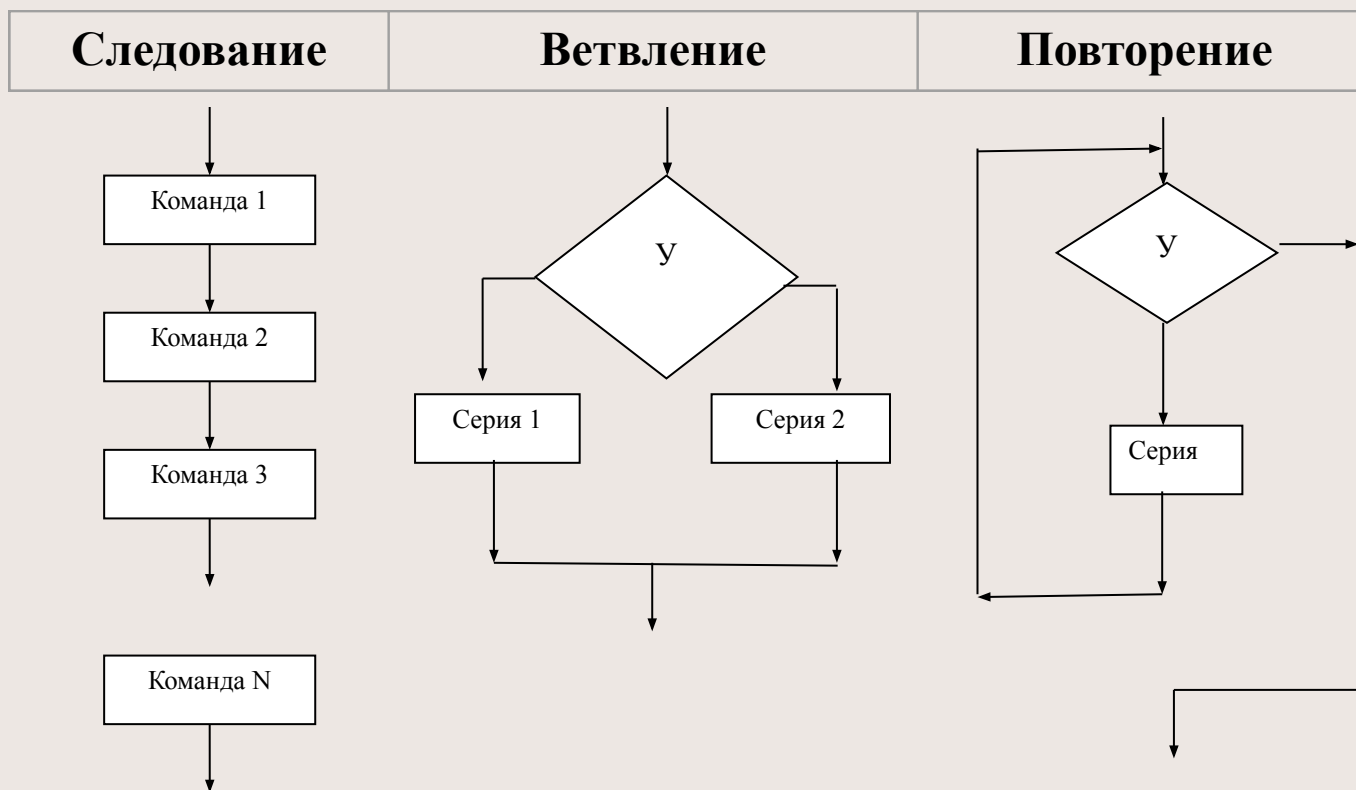 Следование
Ветвление
Повторение
Команда 1
Команда 2
Команда 3
Команда N
У
Серия 1
Серия 2
У
Серия